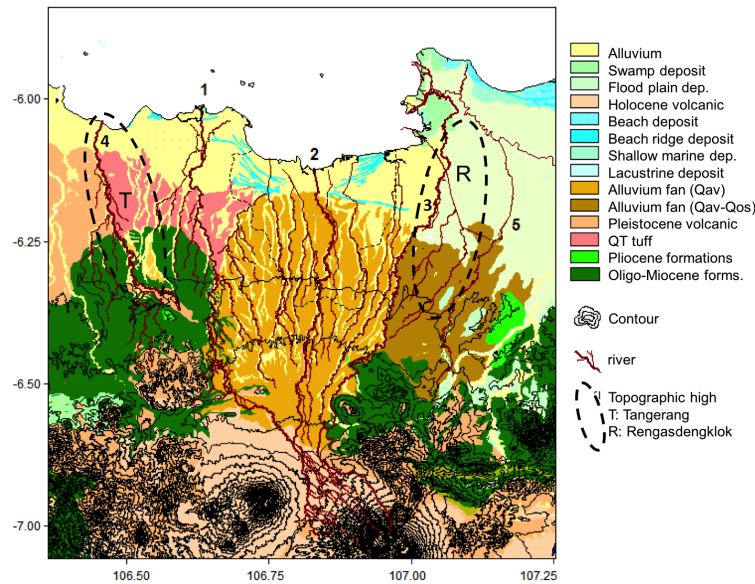 -6.00
-6.25
-6.50
-7.00
106.50
106.75
107.00
107.25
1
2
3
4
5
T
R
Alluvium
Swamp deposit
Flood plain dep.
Holocene volcanic
Beach deposit
Beach ridge deposit
Shallow marine dep.
Lacustrine deposit
Alluvium fan (Qav)
Alluvium fan (Qav-Qos)
Pleistocene volcanic
QT tuff
Pliocene formations
Oligo-Miocene forms.
Contour
river
Topographic high
T: Tangerang
R: Rengasdengklok